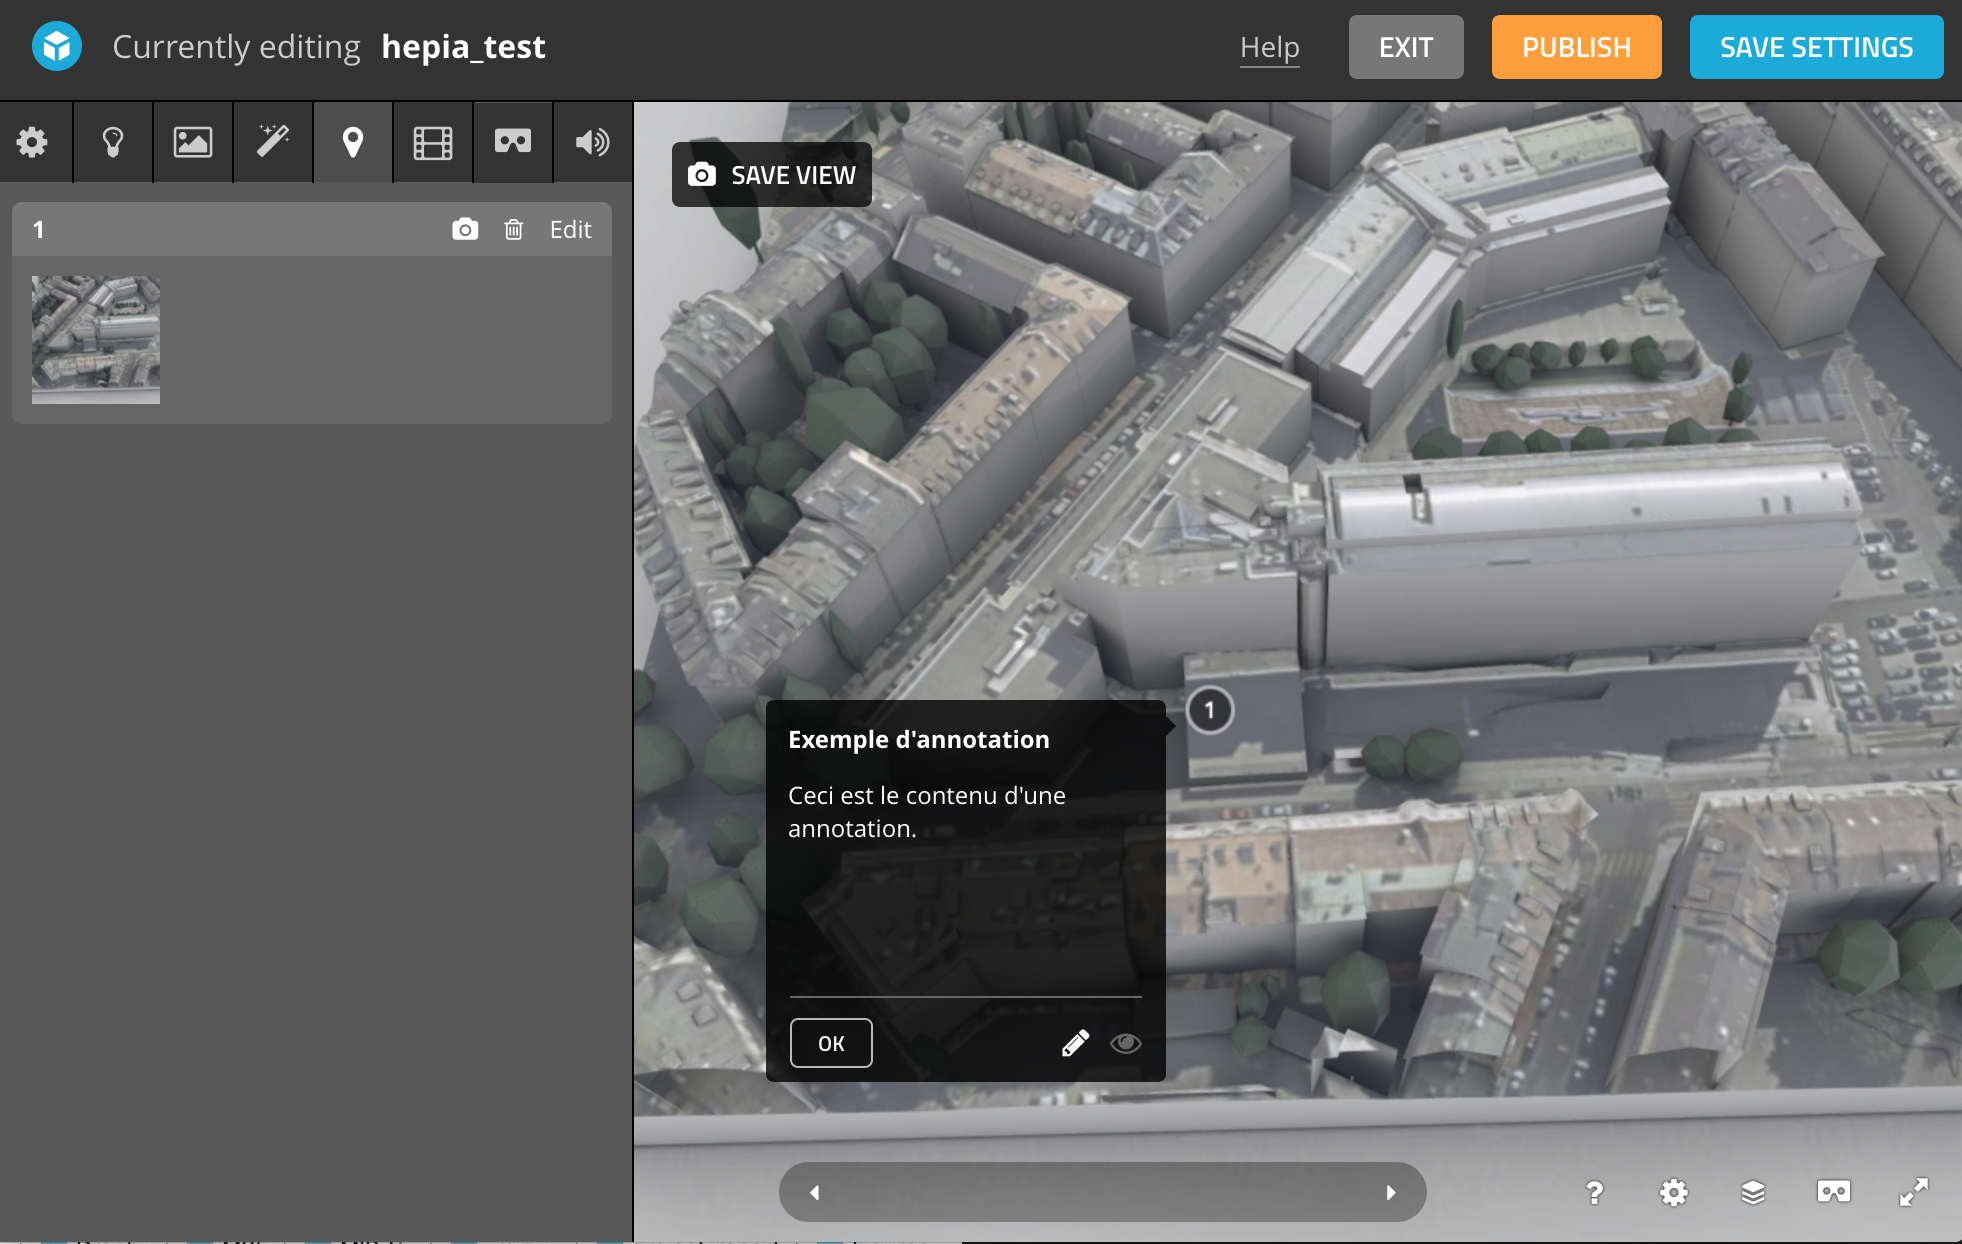 Currently editing hepia_test
Help
EXIT
PUBLISH
SAVE SETTINGS
1
Edit
SAVE VIEW
1
Exemple d'annotation
Ceci est le contenu d'une
annotation.
OK
?